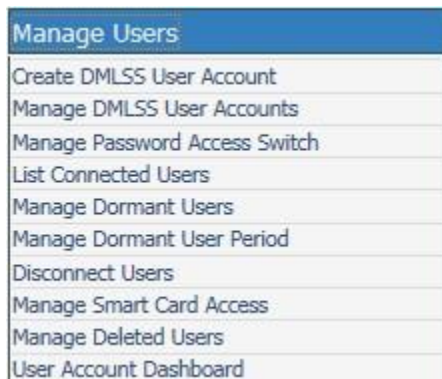 Manage Users
Create DMLSS User Account
Manage DMLSS User Accounts
Manage Password Access Switch
List Connected Users
Manage Dormant Users
Manage Dormant User Period
Disconnect Users
Manage Smart Card Access
Manage Deleted Users
User Account Dashboard